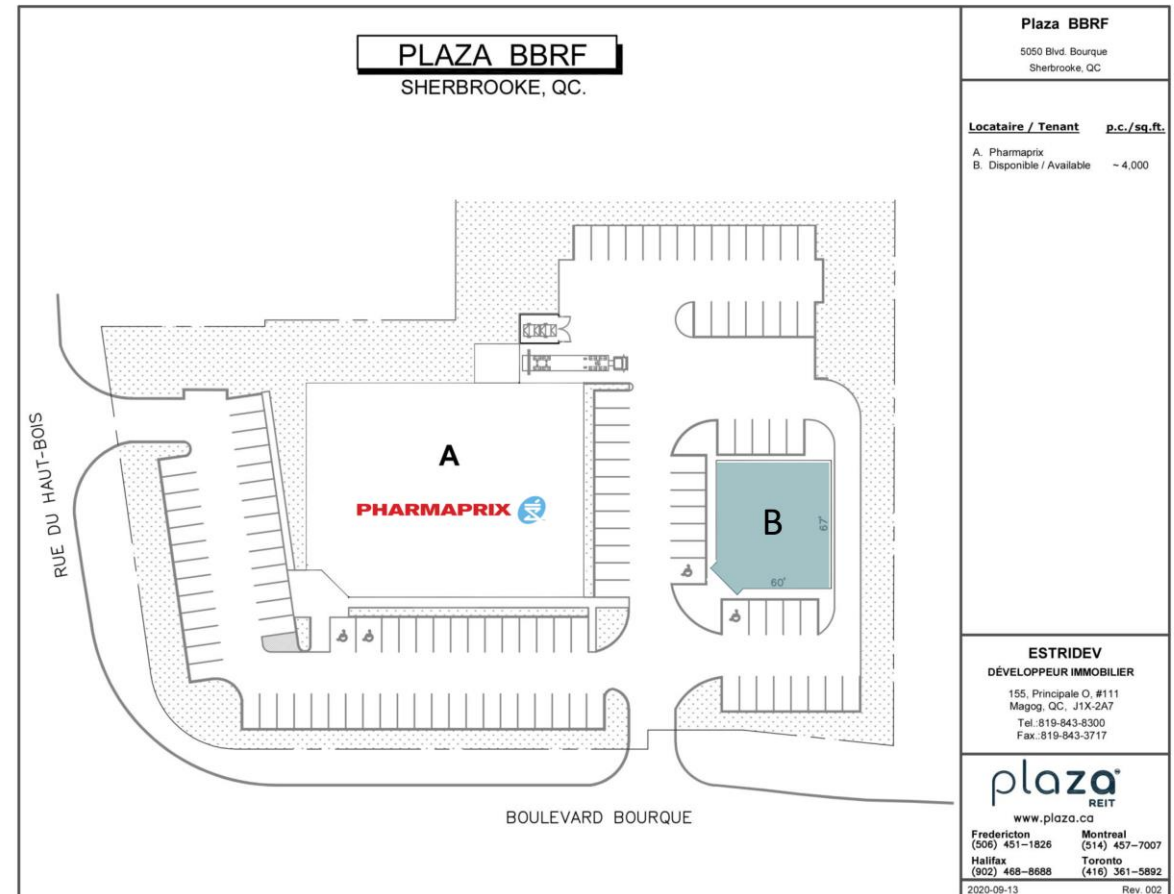 PLAZA BBRF
SHERBROOKE, QC.
RUE DU HAUT-BOIS
A
PHARMAPRIX
B
67'
60'
BOULEVARD BOURQUE
Plaza BBRF
5050 Blvd. Bourque
Sherbrooke, QC
Locataire / Tenant p.c./sq.ft.
A. Pharmaprix
B. Disponible / Available ~ 4,000
ESTRIDEV
DÉVELOPPEUR IMMOBILIER
155, Principale O, #111
Magog, QC, J1X-2A7
Tel.:819-843-8300
Fax.:819-843-3717
plaza
REIT
www.plaza.ca
Fredericton Montreal
(506) 451-1826 (514) 457-7007
Halifax Toronto
(902) 468-8688 (416) 361-5892
2020-09-13 Rev. 002